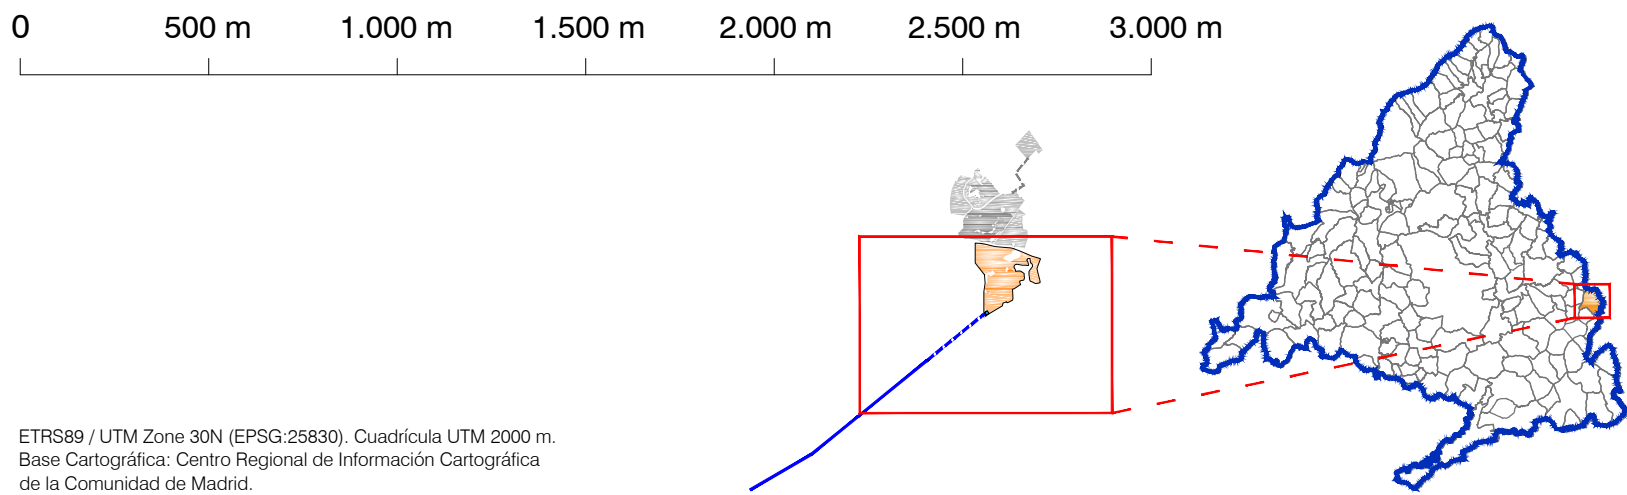 0 500 m 1.000 m 1.500 m 2.000 m 2.500 m 3.000 m
ETRS89 / UTM Zone 30N (EPSG:25830). Cuadrícula UTM 2000 m.
Base Cartográfica: Centro Regional de Información Cartográfica
de la Comunidad de Madrid.